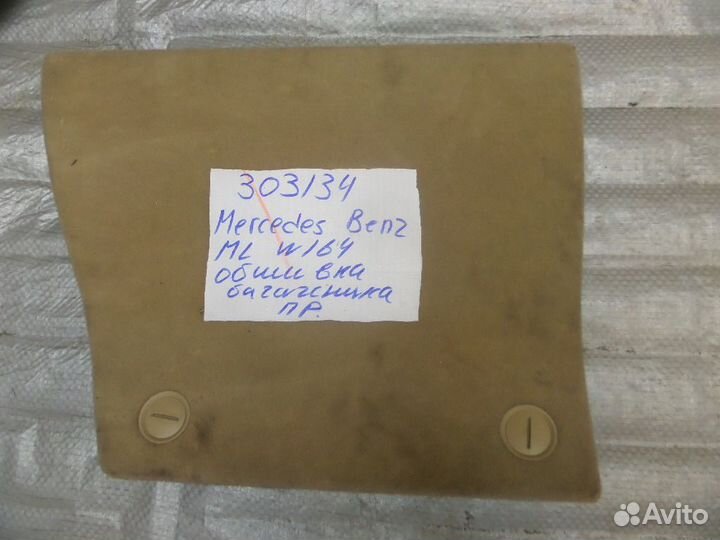 303134
Mercedes Benz
ML W164
обшивка
багажника
ПР.
Avito